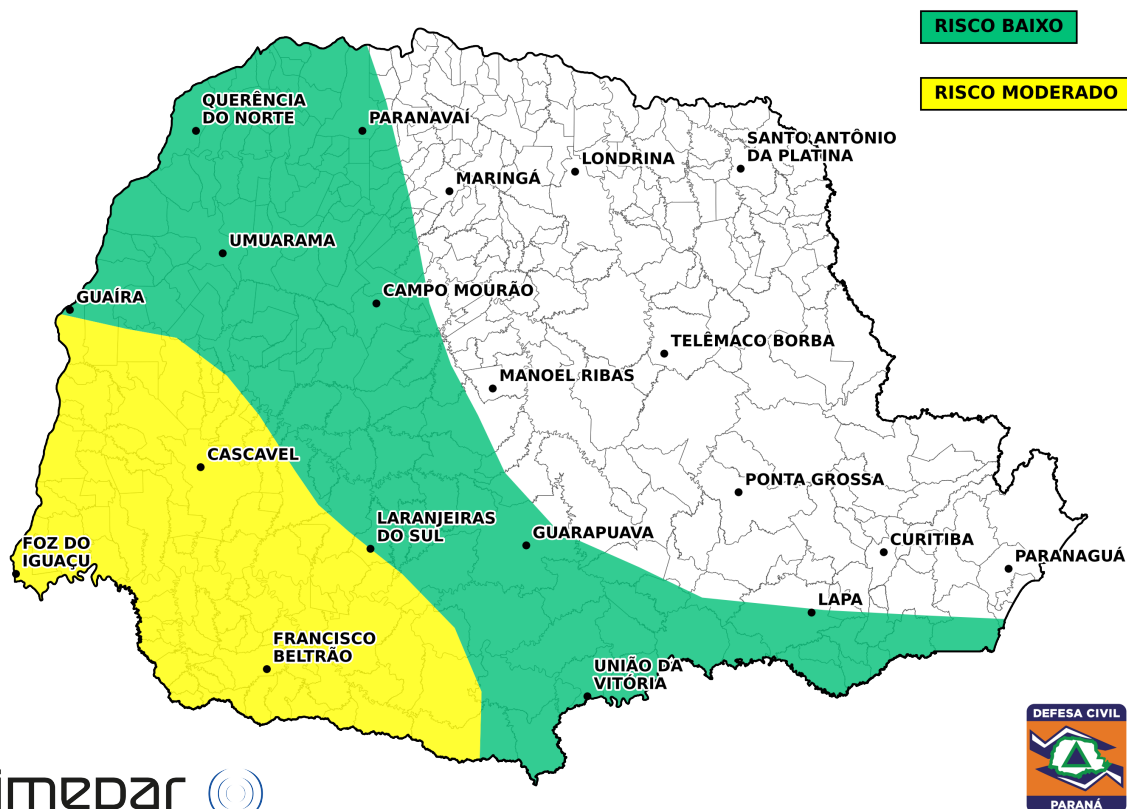 RISCO BAIXO
RISCO MODERADO
QUERÊNCIA
DO NORTE
PARANAVAÍ
SANTO ANTÔNIO
DA PLATINA
LONDRINA
MARINGÁ
UMUARAMA
CAMPO MOURÃO
GUAÍRA
TELÊMACO BORBA
MANOEL RIBAS
CASCAVEL
PONTA GROSSA
LARANJEIRAS
DO SUL
GUARAPUAVA
CURITIBA
FOZ DO
IGUAÇU
PARANAGUÁ
LAPA
FRANCISCO
BELTRÃO
UNIÃO DA
VITÓRIA
DEFESA CIVIL
PARANÁ
imepar